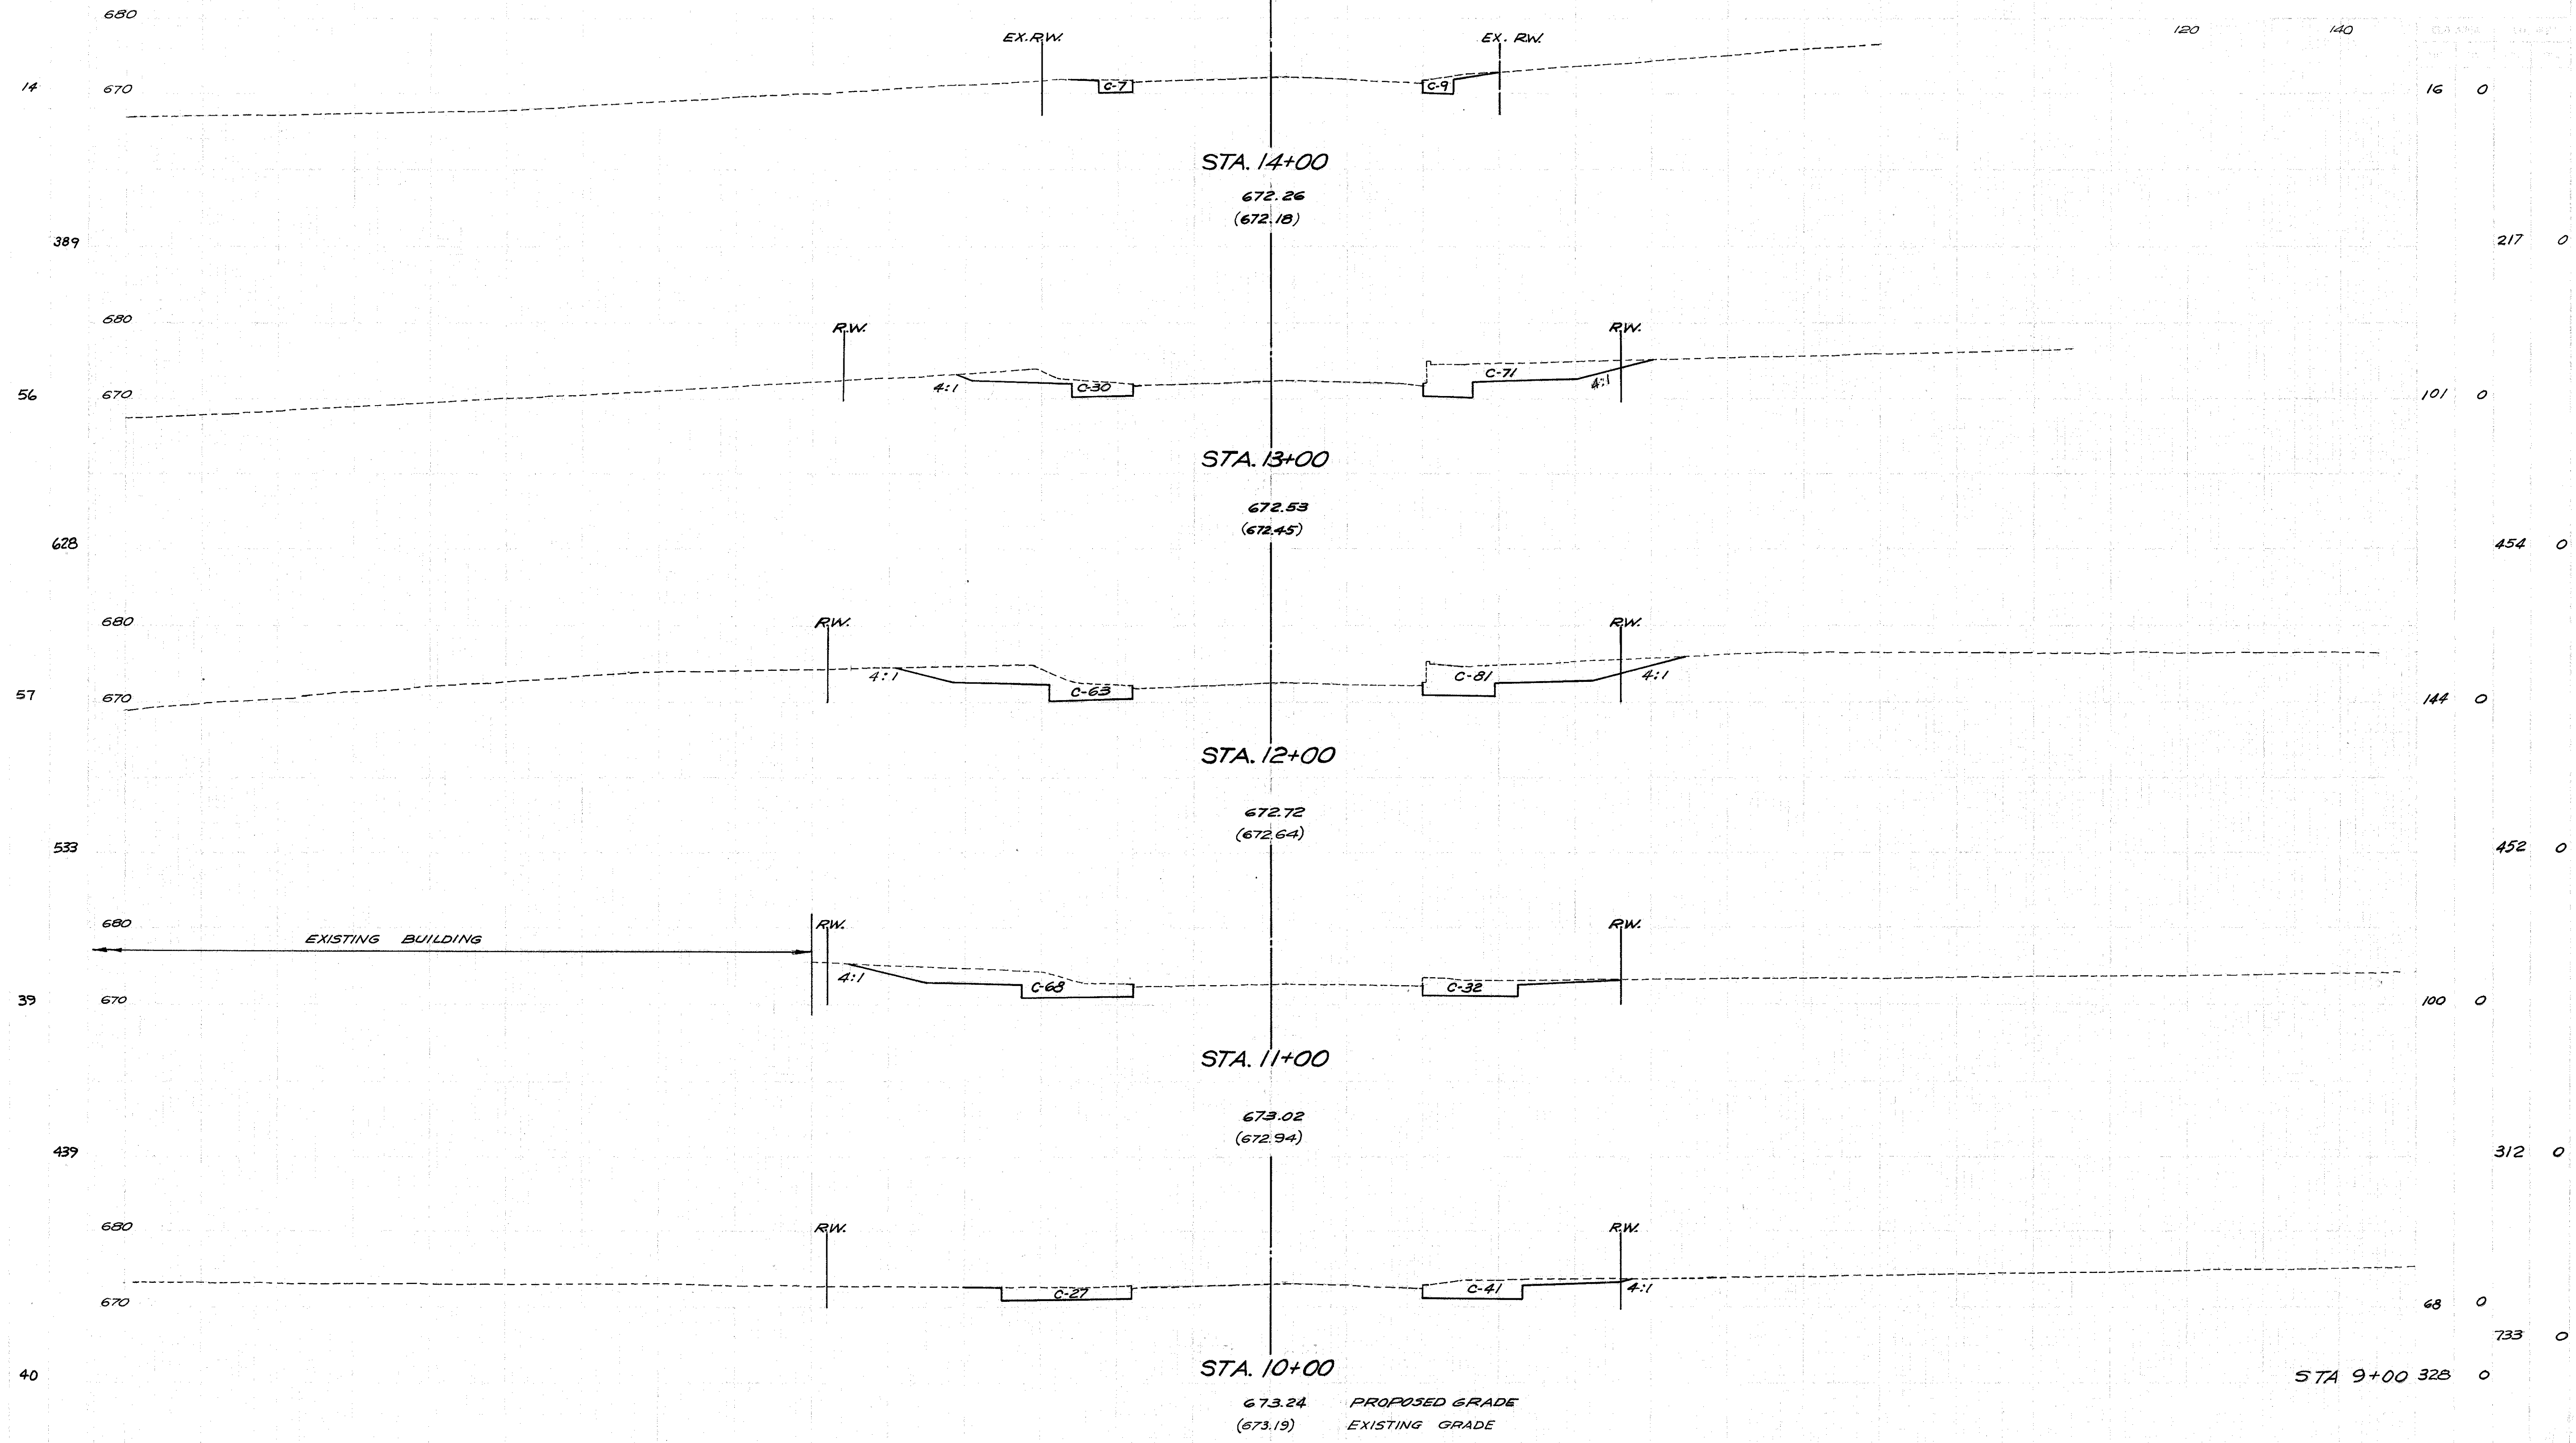 680
EX.R.W. EX. R.W. 120 140
14 670 C-7 C-9 16 0
STA. 14+00
672.26
(672.18)
389 217 0
680 R.W. R.W.
56 670 4:1 C-30 C-71 4:1 101 0
STA. 13+00
672.53
(672.45)
628 454 0
680 R.W. R.W.
57 670 4:1 C-63 C-81 4:1 144 0
STA. 12+00
672.72
(672.64)
533 452 0
680 R.W. R.W.
EXISTING BUILDING
39 670 4:1 C-68 C-32 100 0
STA. 11+00
673.02
(672.94)
439 312 0
680 R.W. R.W.
670 C-27 C-41 4:1 68 0
733 0
40 STA. 10+00 STA 9+00 328 0
673.24 PROPOSED GRADE
(673.19) EXISTING GRADE